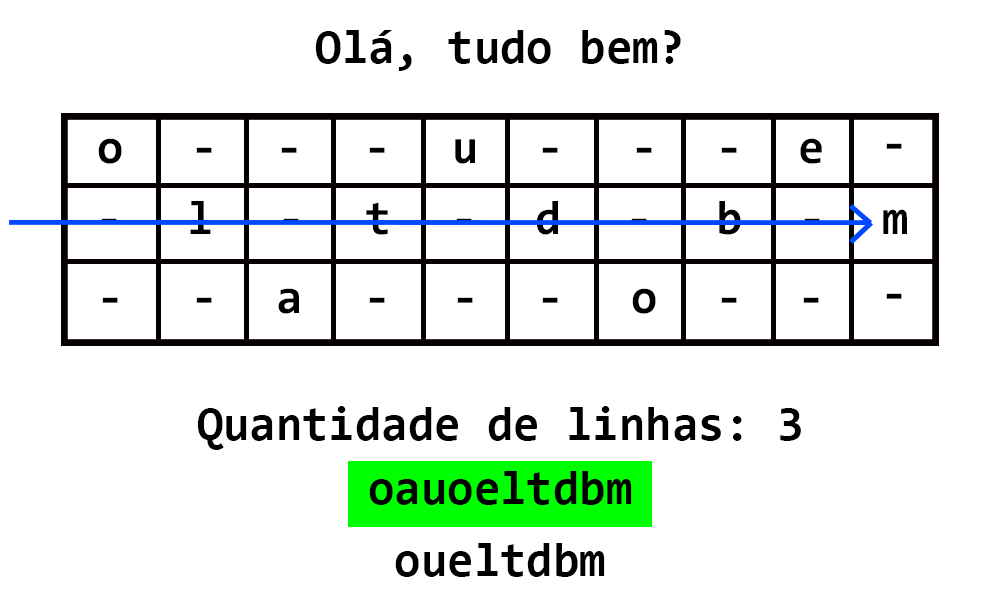 Olá, tudo bem?
o - - - u - - - e -
- l - t - d - b - m
- - a - - - o - - -
Quantidade de linhas: 3
oauoeltdbm
oueltdbm